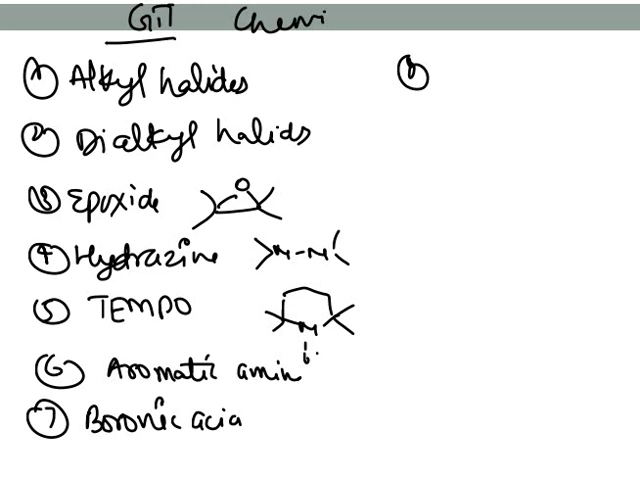 GIT Chemi
① Alkyl halides
⑧
② Dialkyl halids
③ Epoxide O
④ Hydrazine N-N
⑤ TEMPO N
O·
⑥ Aromatic amin
⑦ Boronic acia